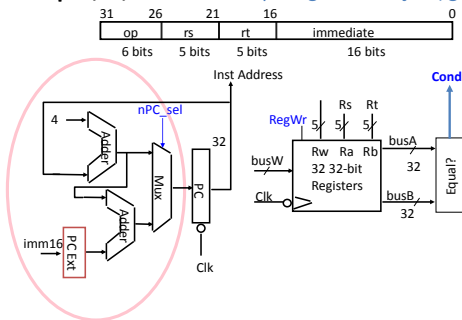 31 26 21 16 0
op rs rt immediate
6 bits 5 bits 5 bits 16 bits
Inst Address
Cond
nPC_sel
Rs Rt
4
Adder
32
RegWr
5 5 5
busA
busW
Rw Ra Rb
32
32 32-bit
Registers
PC
Mux
Equal?
Adder
busB
Clk
32
imm16
PC Ext
Clk